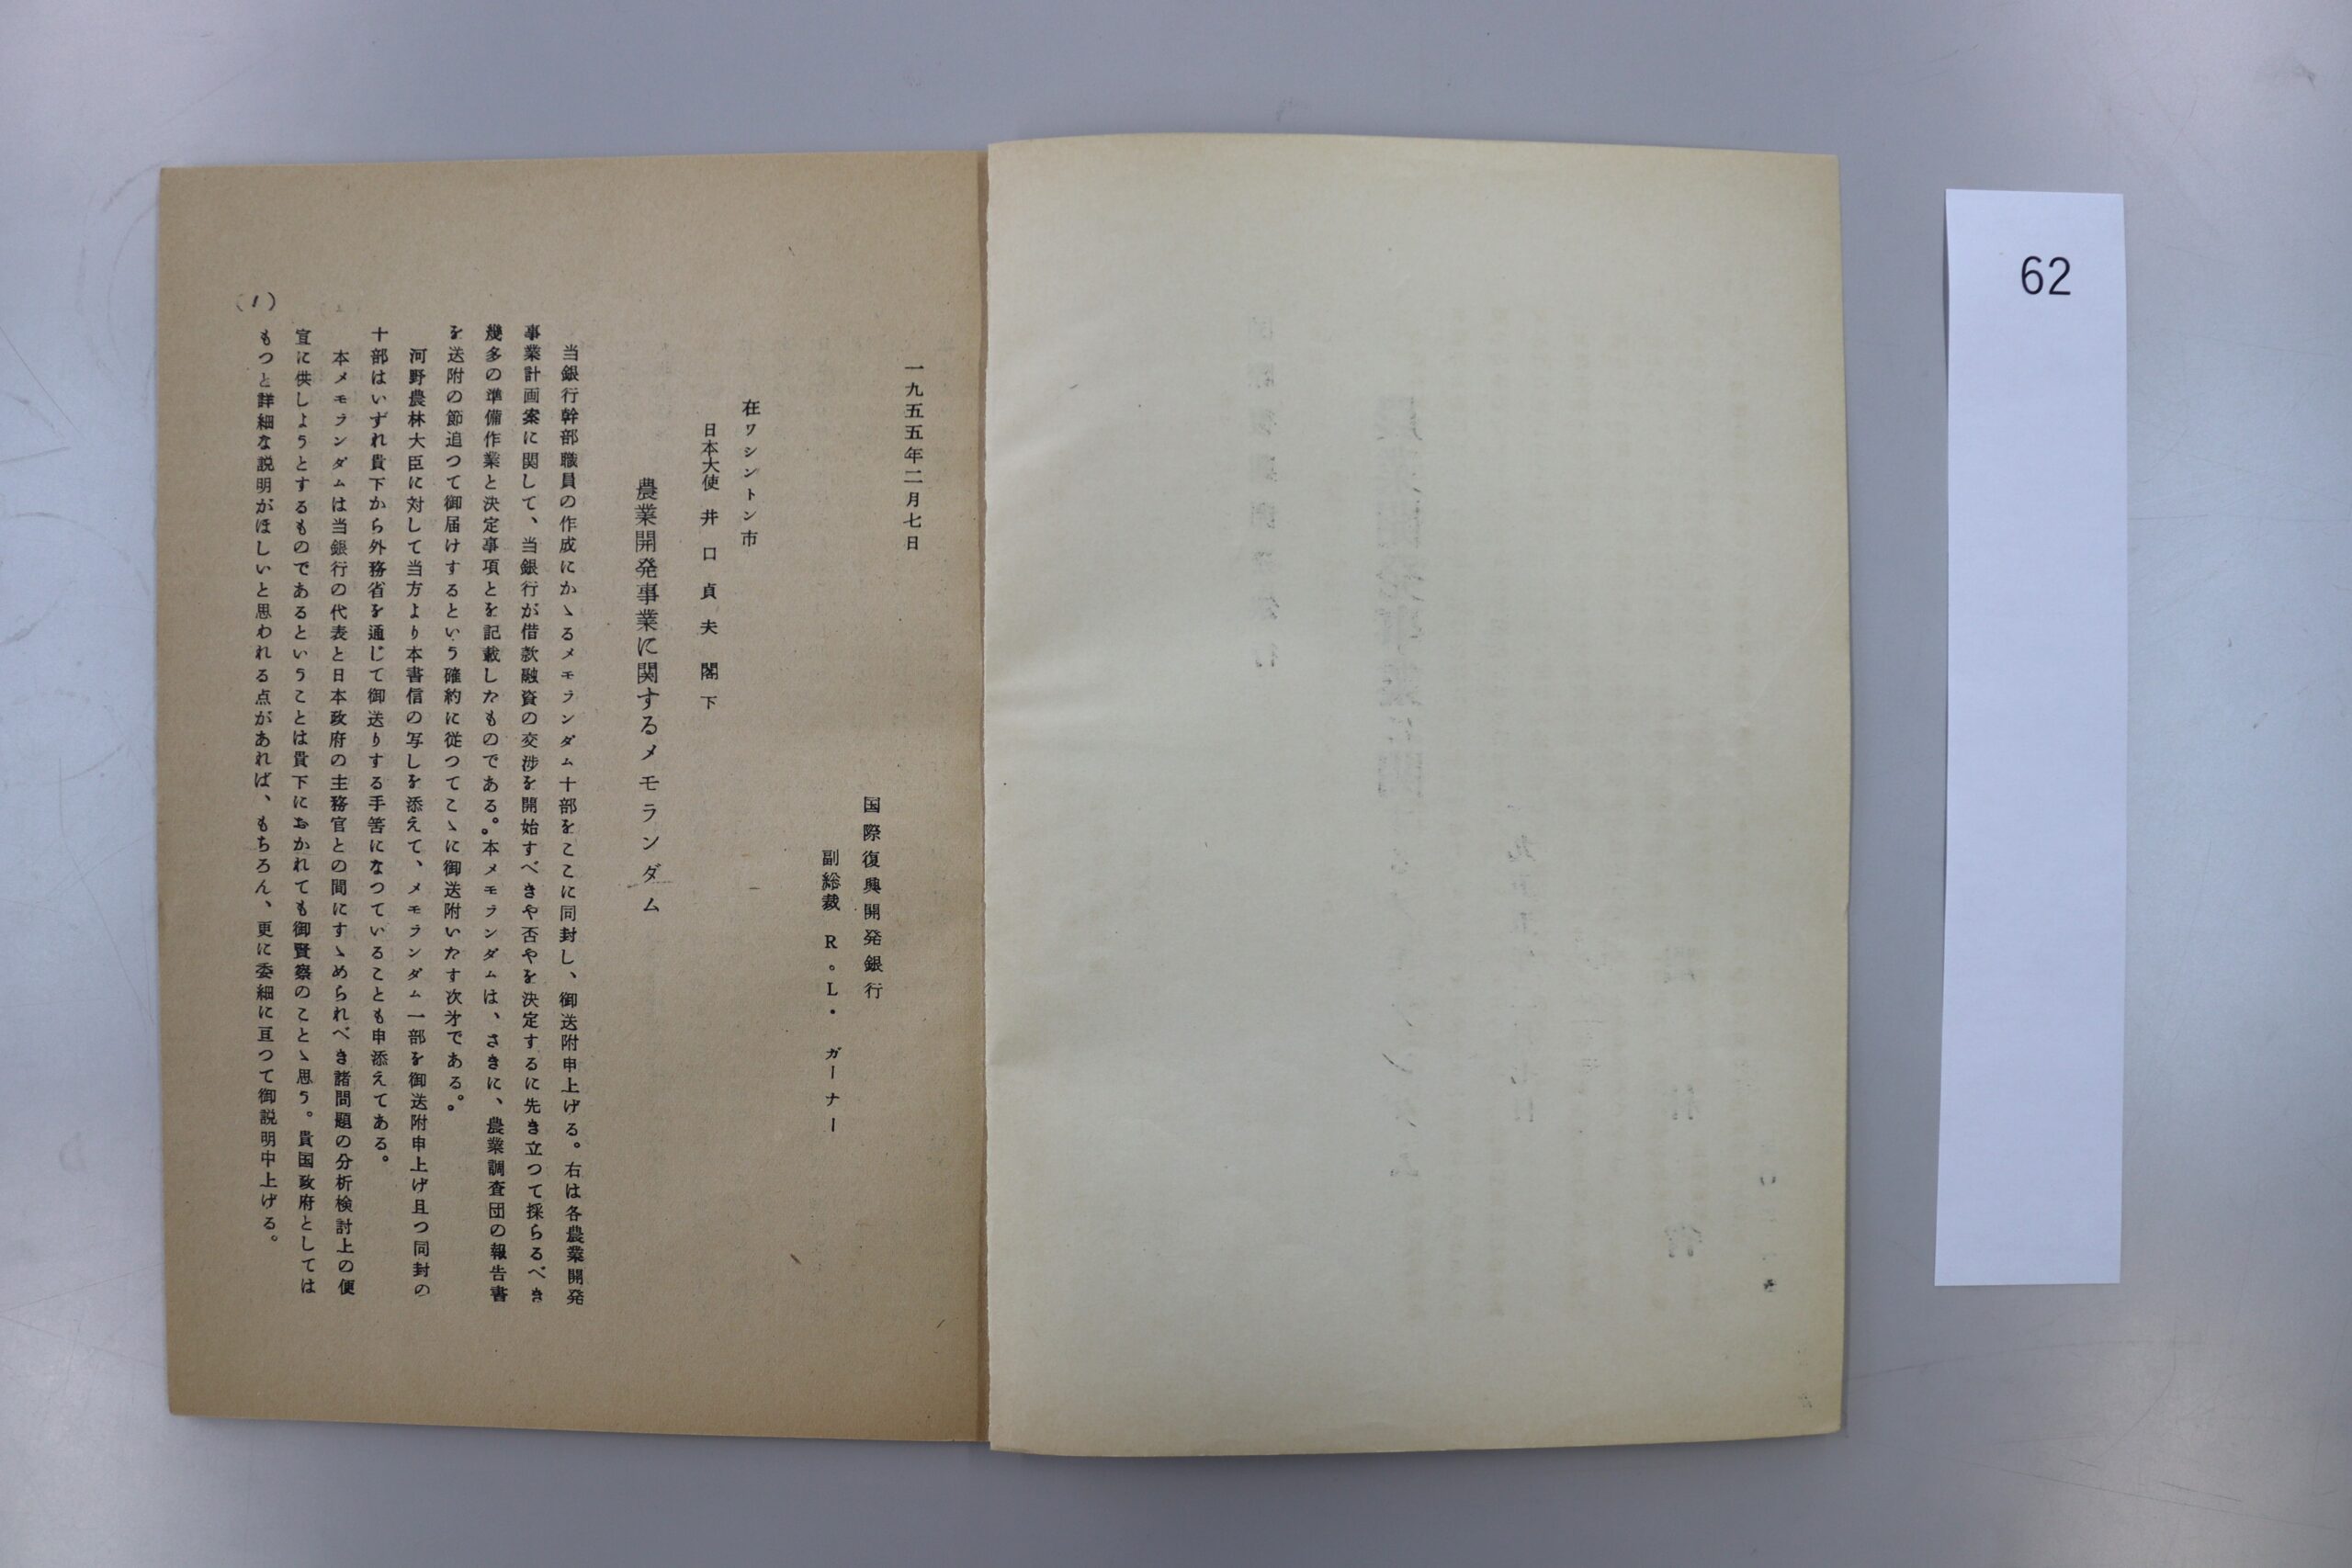 62
一九五五年二月七日
国際復興開発銀行
副総裁　R。L・ガーナー
在ワシントン市
日本大使　井口貞夫　閣下
農業開発事業に関するメモランダム
当銀行幹部職員の作成にかゝるメモランダム十部をここに同封し、御送附申上げる。右は各農業開発
事業計画案に関して、当銀行が借款融資の交渉を開始すべきや否やを決定するに先き立つて採らるべき
幾多の準備作業と決定事項とを記載したものである。。本メモランダムは、さきに、農業調査団の報告書
を送附の節追つて御届けするという確約に従つてこゝに御送附いたす次才である。。
河野農林大臣に対して当方より本書信の写しを添えて、メモランダム一部を御送附申上げ且つ同封の
十部はいずれ貴下から外務省を通じて御送りする手筈になつていることも申添えてある。
本メモランダムは当銀行の代表と日本政府の主務官との間にすゝめられべき諸問題の分析検討上の便
宜に供しようとするものであるということは貴下におかれても御賢察のことゝ思う。貴国政府としては
もつと詳細な説明がほしいと思われる点があれば、もちろん、更に委細に亘つて御説明中上げる。
(1)